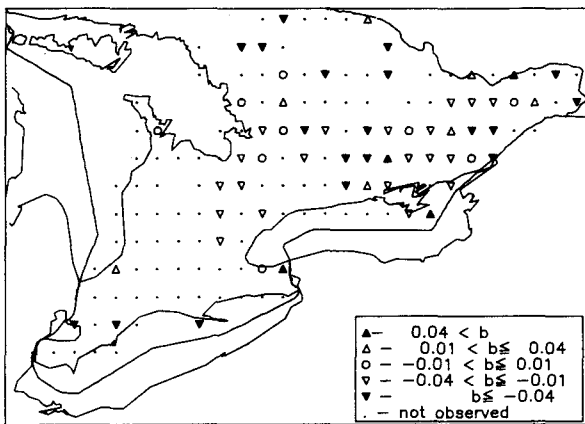 ▲— 0.04 < b
△ — 0.01 < b≦ 0.04
○ — −0.01 < b≦ 0.01
▽ — −0.04 < b≦ −0.01
▼ — b≦ −0.04
. — not observed